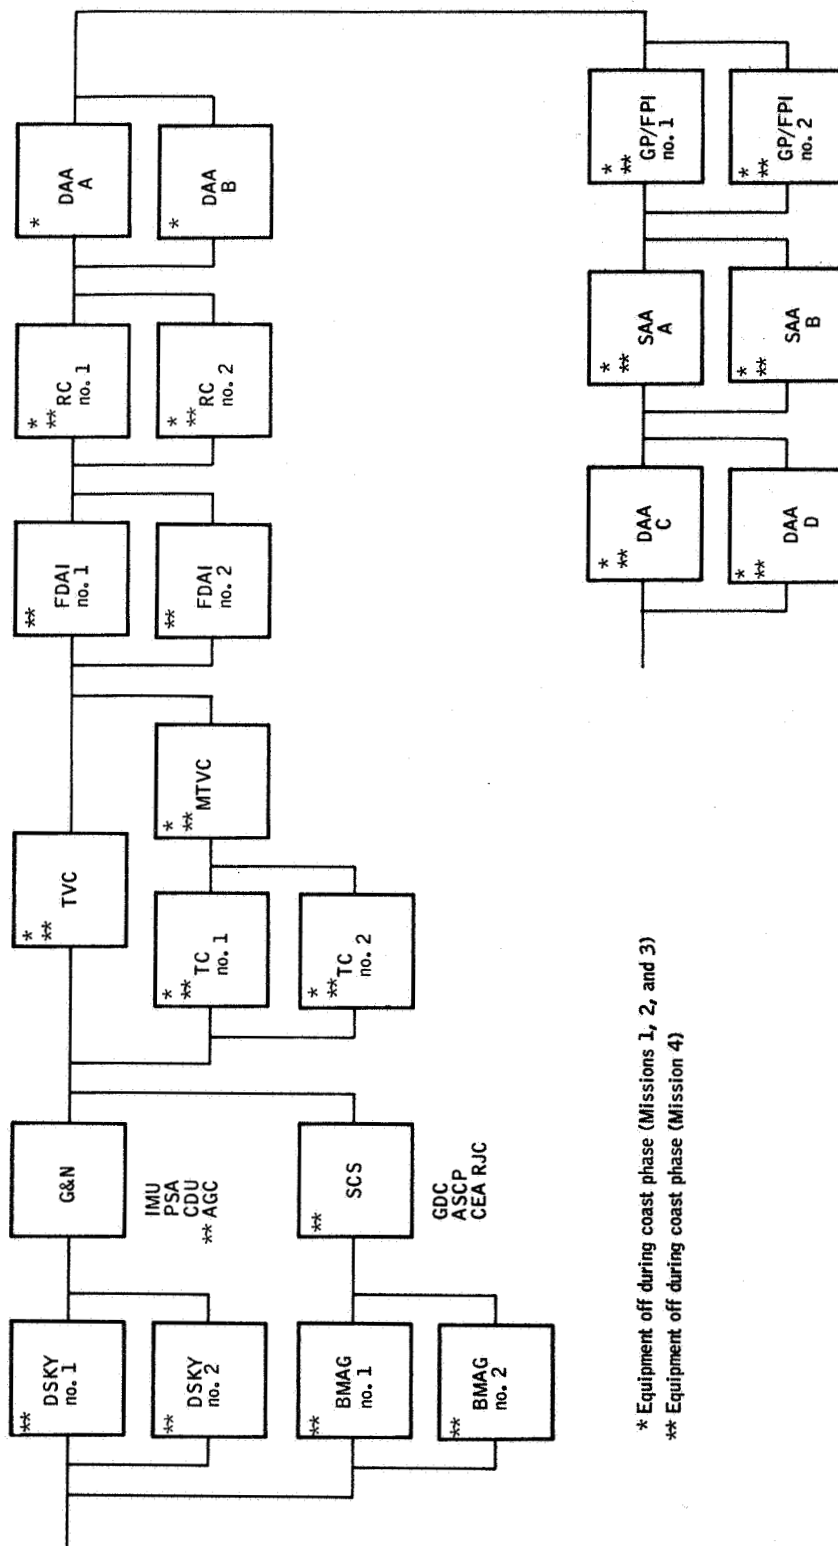 **
DSKY
no. 1
**
DSKY
no. 2
**
BMAG
no. 1
**
BMAG
no. 2
G&N
IMU
PSA
CDU
** AGC
**
SCS
GDC
ASCP
CEA RJC
*
**
TVC
*
** TC
no. 1
*
** TC
no. 2
*
** MTVC
**
FDAI
no. 1
**
FDAI
no. 2
*
** RC
no. 1
*
** RC
no. 2
*
DAA
A
*
DAA
B
*
**
DAA
C
*
**
DAA
D
*
**
SAA
A
*
**
SAA
B
*
** GP/FPI
no. 1
*
** GP/FPI
no. 2
* Equipment off during coast phase (Missions 1, 2, and 3)
** Equipment off during coast phase (Mission 4)